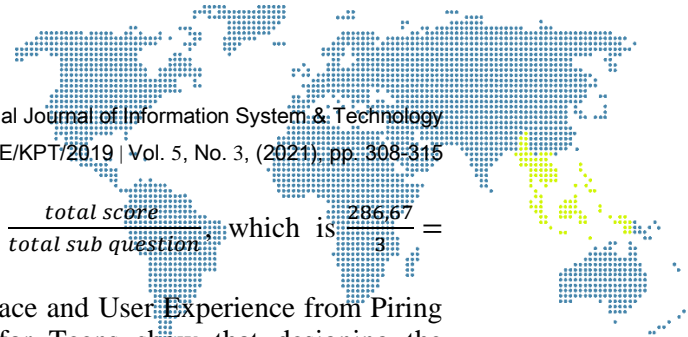 al Journal of Information System & Technology
E/KPT/2019 | Vol. 5, No. 3, (2021), pp. 308-315
total score / total sub question, which is 286,67 / 3 =
ace and User Experience from Piring
for Teens show that designing the